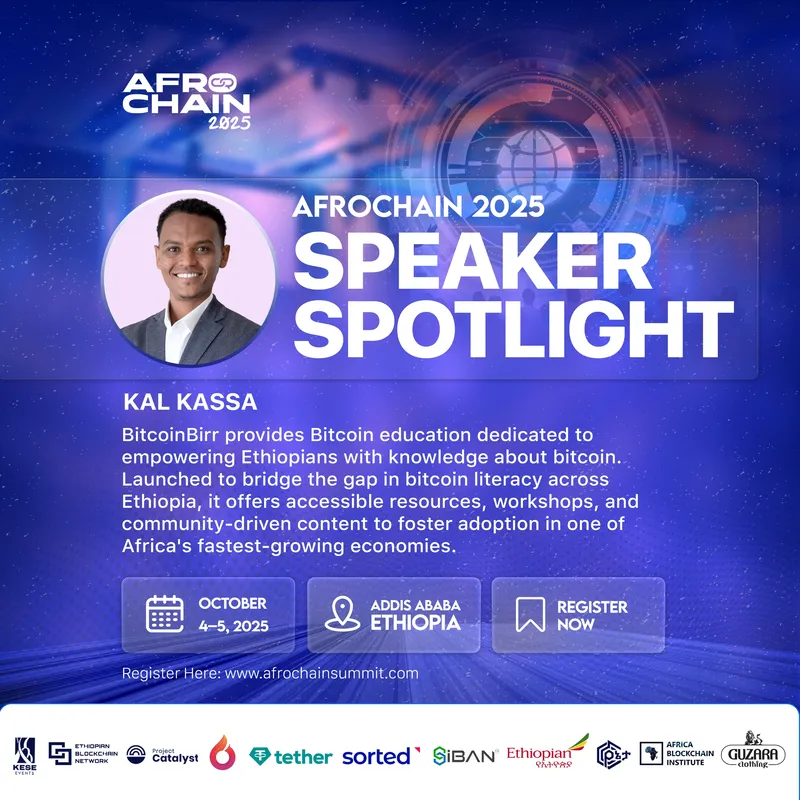 AFRO
CHAIN
2025
AFROCHAIN 2025
SPEAKER
SPOTLIGHT
KAL KASSA
BitcoinBirr provides Bitcoin education dedicated to
empowering Ethiopians with knowledge about bitcoin.
Launched to bridge the gap in bitcoin literacy across
Ethiopia, it offers accessible resources, workshops, and
community-driven content to foster adoption in one of
Africa's fastest-growing economies.
OCTOBER
4–5, 2025
ADDIS ABABA
ETHIOPIA
REGISTER
NOW
Register Here: www.afrochainsummit.com
KESE
EVENTS
ETHIOPIAN
BLOCKCHAIN
NETWORK
Project
Catalyst
tether
sorted
SiBAN
Ethiopian
የኢትዮጵያ
AFRICA
BLOCKCHAIN
INSTITUTE
GUZARA
clothing